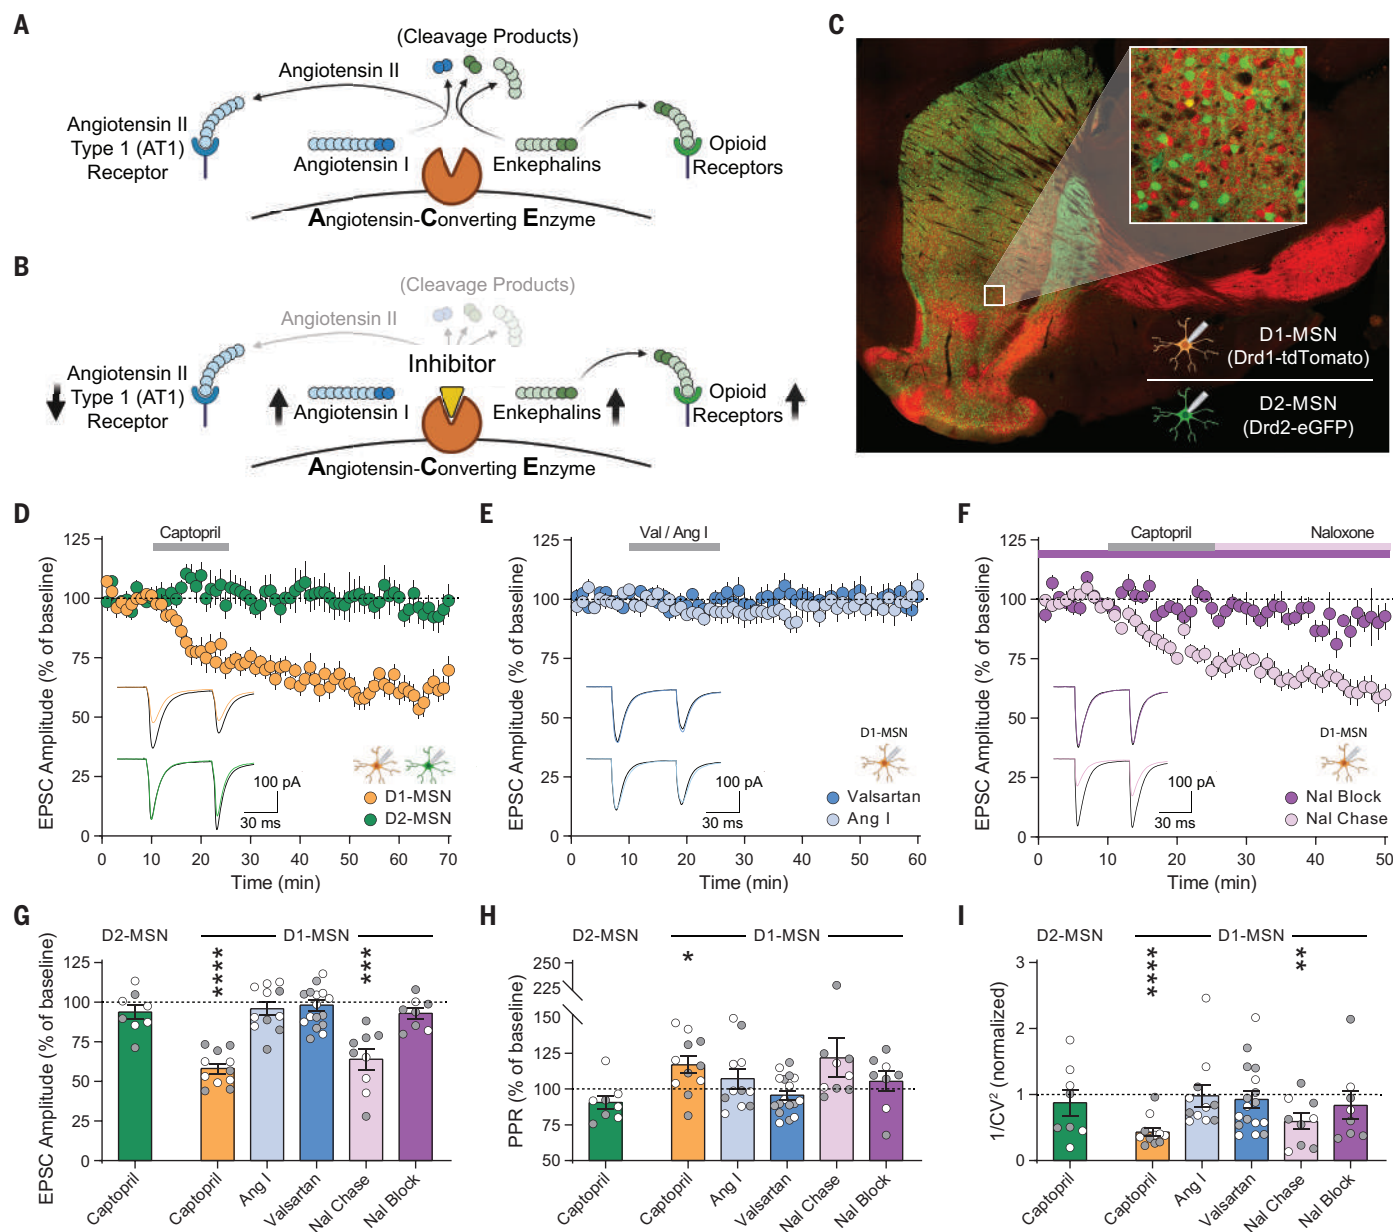 A
(Cleavage Products)
Angiotensin II
Angiotensin II
Type 1 (AT1)
Receptor
Angiotensin I
Enkephalins
Opioid
Receptors
Angiotensin-Converting Enzyme
B
(Cleavage Products)
Angiotensin II
Inhibitor
Angiotensin II
Type 1 (AT1)
Receptor
Angiotensin I
Enkephalins
Opioid
Receptors
Angiotensin-Converting Enzyme
C
D1-MSN
(Drd1-tdTomato)
D2-MSN
(Drd2-eGFP)
D
Captopril
EPSC Amplitude (% of baseline)
125
100
75
50
25
0
100 pA
30 ms
D1-MSN
D2-MSN
0 10 20 30 40 50 60 70
Time (min)
E
Val / Ang I
EPSC Amplitude (% of baseline)
125
100
75
50
25
0
D1-MSN
100 pA
30 ms
Valsartan
Ang I
0 10 20 30 40 50 60
Time (min)
F
Captopril
Naloxone
EPSC Amplitude (% of baseline)
125
100
75
50
25
0
D1-MSN
100 pA
30 ms
Nal Block
Nal Chase
0 10 20 30 40 50
Time (min)
G
D2-MSN
D1-MSN
EPSC Amplitude (% of baseline)
125
100
75
50
25
0
****
***
Captopril
Captopril
Ang I
Valsartan
Nal Chase
Nal Block
H
D2-MSN
D1-MSN
PPR (% of baseline)
250
225
150
125
100
75
50
*
Captopril
Captopril
Ang I
Valsartan
Nal Chase
Nal Block
I
D2-MSN
D1-MSN
1/CV² (normalized)
3
2
1
0
****
**
Captopril
Captopril
Ang I
Valsartan
Nal Chase
Nal Block